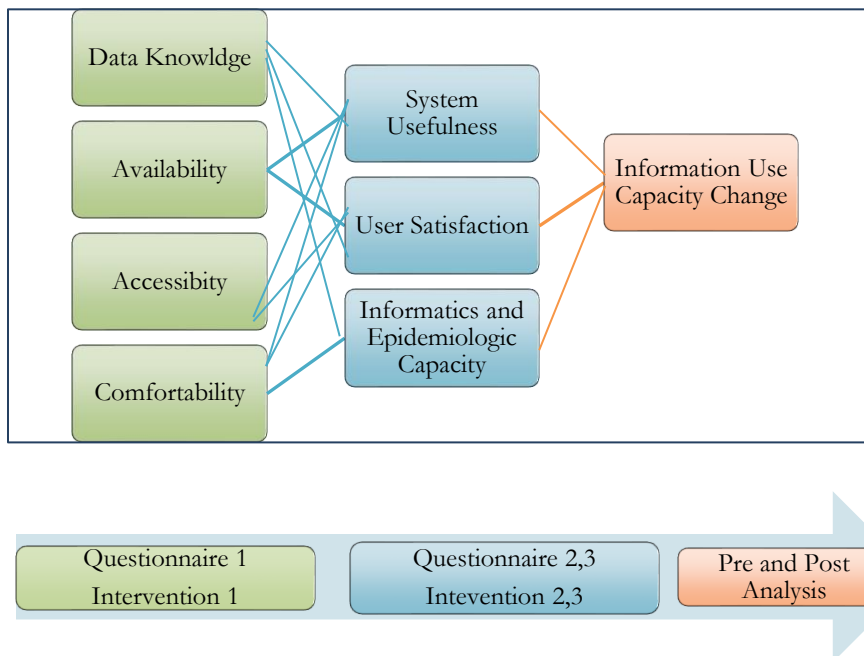 Data Knowldge
Availability
Accessibity
Comfortability
System
Usefulness
User Satisfaction
Informatics and
Epidemiologic
Capacity
Information Use
Capacity Change
Questionnaire 1
Intervention 1
Questionnaire 2,3
Intevention 2,3
Pre and Post
Analysis